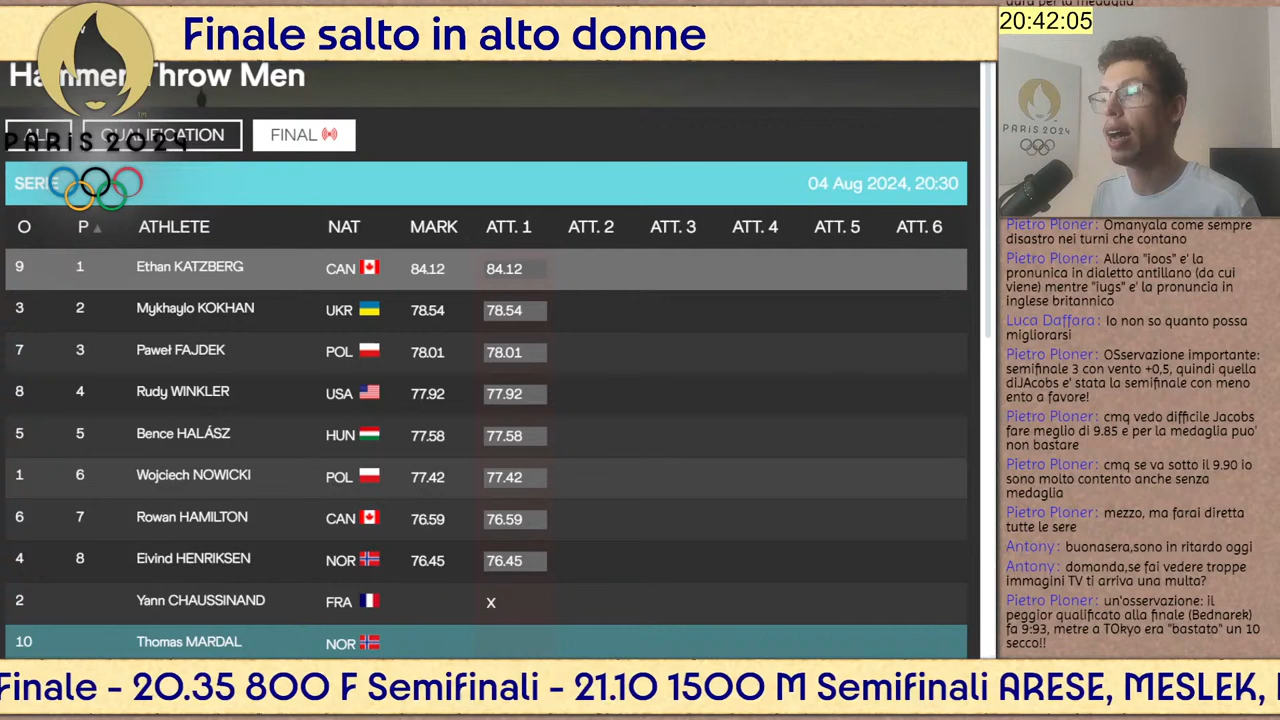 Finale salto in alto donne
20:42:05
Hammer Throw Men
ALL QUALIFICATION FINAL
PARIS 2024
SERIE 04 Aug 2024, 20:30
O P ATHLETE NAT MARK ATT. 1 ATT. 2 ATT. 3 ATT. 4 ATT. 5 ATT. 6
9 1 Ethan KATZBERG CAN 84.12 84.12
3 2 Mykhaylo KOKHAN UKR 78.54 78.54
7 3 Paweł FAJDEK POL 78.01 78.01
8 4 Rudy WINKLER USA 77.92 77.92
5 5 Bence HALÁSZ HUN 77.58 77.58
1 6 Wojciech NOWICKI POL 77.42 77.42
6 7 Rowan HAMILTON CAN 76.59 76.59
4 8 Eivind HENRIKSEN NOR 76.45 76.45
2 Yann CHAUSSINAND FRA X
10 Thomas MARDAL NOR
PARIS 2024
Pietro Ploner: Omanyala come sempre
disastro nei turni che contano
Pietro Ploner: Allora "ioos" e' la
pronunica in dialetto antillano (da cui
viene) mentre "iugs" e' la pronuncia in
inglese britannico
Luca Daffara: Io non so quanto possa
migliorarsi
Pietro Ploner: OSservazione importante:
semifinale 3 con vento +0,5, quindi quella
diJAcobs e' stata la semifinale con meno
ento a favore!
Pietro Ploner: cmq vedo difficile Jacobs
fare meglio di 9.85 e per la medaglia puo'
non bastare
Pietro Ploner: cmq se va sotto il 9.90 io
sono molto contento anche senza
medaglia
Pietro Ploner: mezzo, ma farai diretta
tutte le sere
Antony: buonasera,sono in ritardo oggi
Antony: domanda,se fai vedere troppe
immagini TV ti arriva una multa?
Pietro Ploner: un'osservazione: il
peggior qualificato alla finale (Bednarek)
fa 9:93, metre a TOkyo era "bastato" un 10
secco!!
Finale - 20.35 800 F Semifinali - 21.10 1500 M Semifinali ARESE, MESLEK,